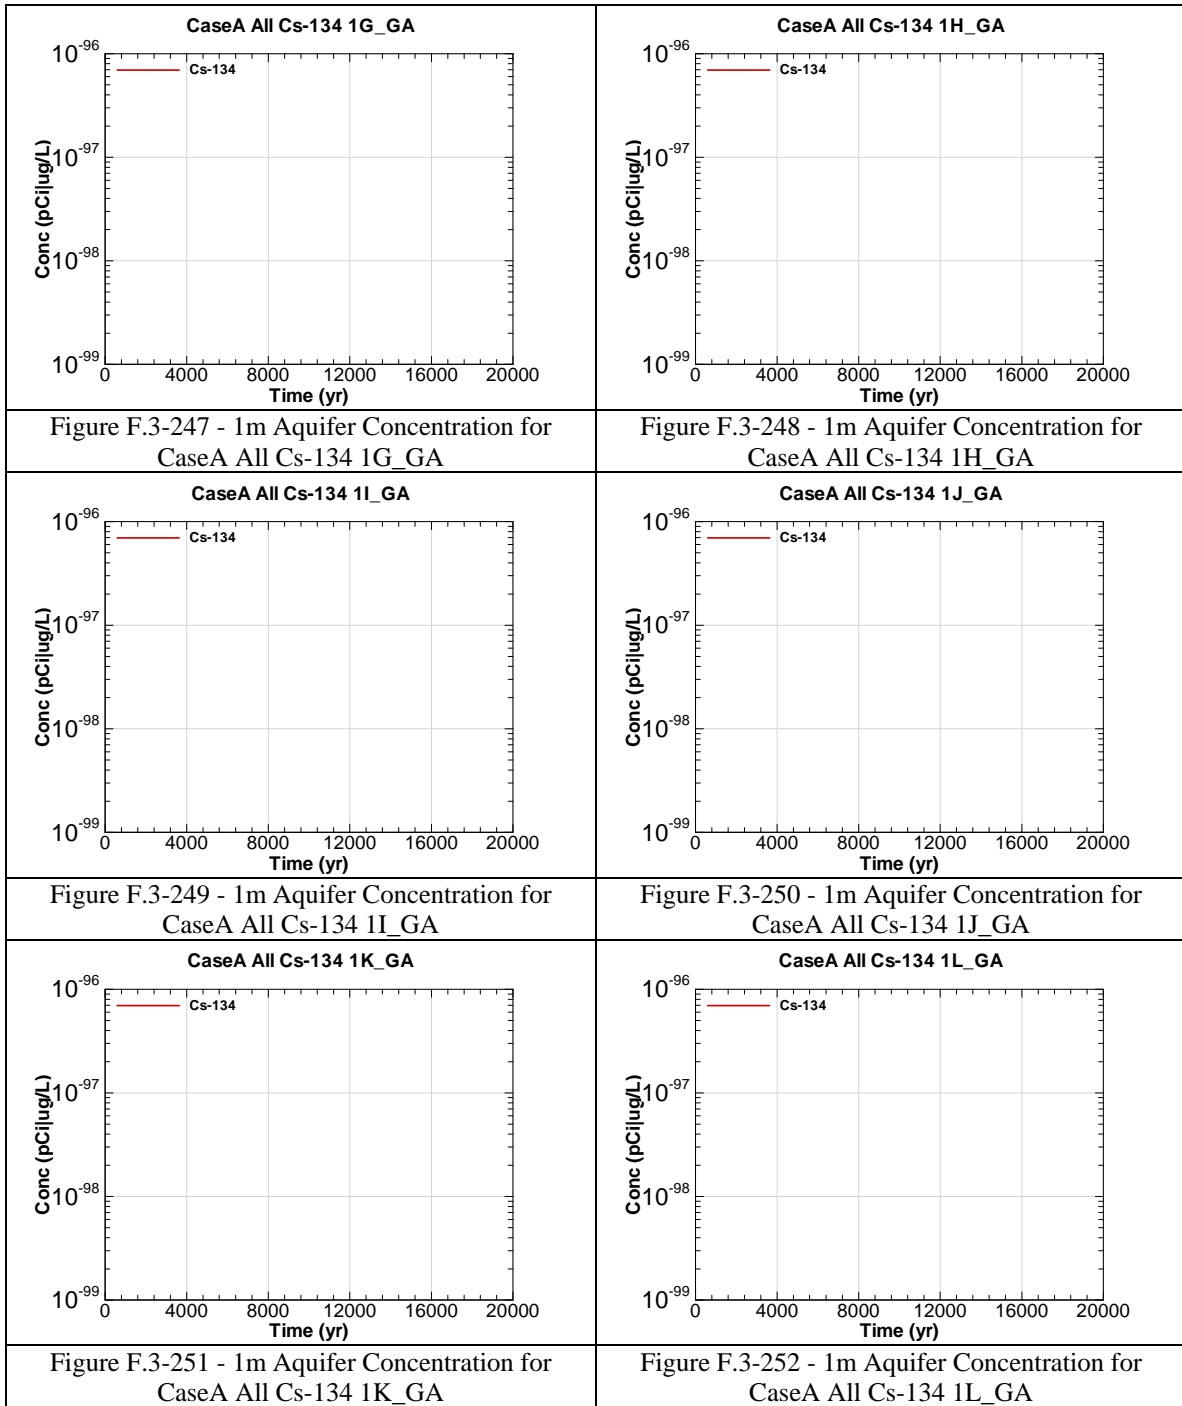 CaseA All Cs-134 1G_GA
10-96
Cs-134
10-97
Conc (pCi|ug/L)
10-98
10-99
0 4000 8000 12000 16000 20000
Time (yr)
Figure F.3-247 - 1m Aquifer Concentration for
CaseA All Cs-134 1G_GA
CaseA All Cs-134 1H_GA
10-96
Cs-134
10-97
Conc (pCi|ug/L)
10-98
10-99
0 4000 8000 12000 16000 20000
Time (yr)
Figure F.3-248 - 1m Aquifer Concentration for
CaseA All Cs-134 1H_GA
CaseA All Cs-134 1I_GA
10-96
Cs-134
10-97
Conc (pCi|ug/L)
10-98
10-99
0 4000 8000 12000 16000 20000
Time (yr)
Figure F.3-249 - 1m Aquifer Concentration for
CaseA All Cs-134 1I_GA
CaseA All Cs-134 1J_GA
10-96
Cs-134
10-97
Conc (pCi|ug/L)
10-98
10-99
0 4000 8000 12000 16000 20000
Time (yr)
Figure F.3-250 - 1m Aquifer Concentration for
CaseA All Cs-134 1J_GA
CaseA All Cs-134 1K_GA
10-96
Cs-134
10-97
Conc (pCi|ug/L)
10-98
10-99
0 4000 8000 12000 16000 20000
Time (yr)
Figure F.3-251 - 1m Aquifer Concentration for
CaseA All Cs-134 1K_GA
CaseA All Cs-134 1L_GA
10-96
Cs-134
10-97
Conc (pCi|ug/L)
10-98
10-99
0 4000 8000 12000 16000 20000
Time (yr)
Figure F.3-252 - 1m Aquifer Concentration for
CaseA All Cs-134 1L_GA